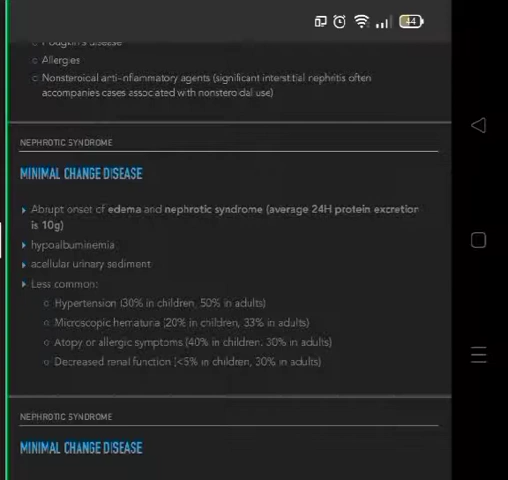 44
Hodgkin's disease
Allergies
Nonsteroical anti-nflammatory agents (significant interstitial nephritis often
accompanies cases associated with nonsteroidal use)
NEPHROTIC SYNDROME
MINIMAL CHANGE DISEASE
Abrupt onset of edema and nephrotic syndrome (average 24H protein excretion
is 10g)
hypoalbuminemia
acellular urinary sediment
Less common:
Hypertension (30% in children, 50% in adults)
Microscopic hematuria (20% in children, 33% in adults)
Atopy or allergic symptoms (40% in children, 30% in adults)
Decreased renal function (<5% in children, 30% in adults)
NEPHROTIC SYNDROME
MINIMAL CHANGE DISEASE